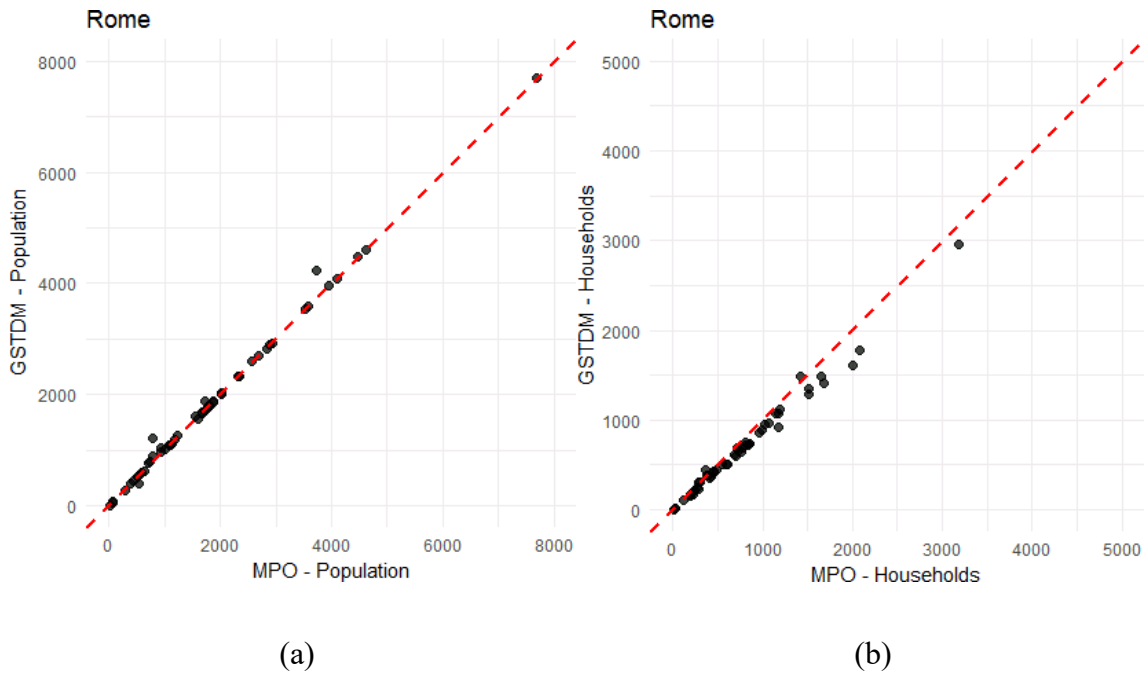 Rome
8000
6000
4000
2000
0
GSTDM - Population
0 2000 4000 6000 8000
MPO - Population
(a)
Rome
5000
4000
3000
2000
1000
0
GSTDM - Households
0 1000 2000 3000 4000 5000
MPO - Households
(b)